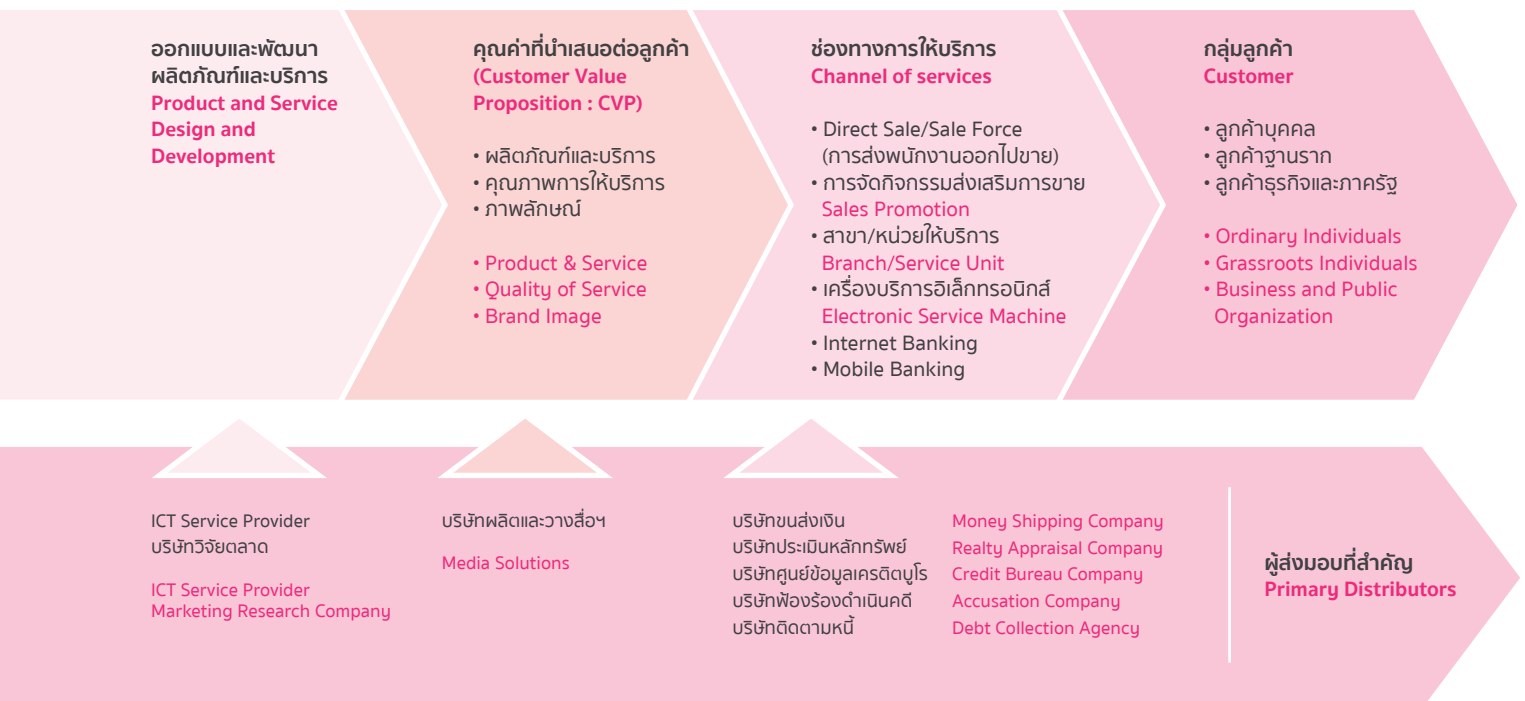 ออกแบบและพัฒนา
ผลิตภัณฑ์และบริการ
Product and Service
Design and
Development
คุณค่าที่นำเสนอต่อลูกค้า
(Customer Value
Proposition : CVP)
• ผลิตภัณฑ์และบริการ
• คุณภาพการให้บริการ
• ภาพลักษณ์
• Product & Service
• Quality of Service
• Brand Image
ช่องทางการให้บริการ
Channel of services
• Direct Sale/Sale Force
(การส่งพนักงานออกไปขาย)
• การจัดกิจกรรมส่งเสริมการขาย
Sales Promotion
• สาขา/หน่วยให้บริการ
Branch/Service Unit
• เครื่องบริการอิเล็กทรอนิกส์
Electronic Service Machine
• Internet Banking
• Mobile Banking
กลุ่มลูกค้า
Customer
• ลูกค้าบุคคล
• ลูกค้าฐานราก
• ลูกค้าธุรกิจและภาครัฐ
• Ordinary Individuals
• Grassroots Individuals
• Business and Public
Organization
ICT Service Provider
บริษัทวิจัยตลาด
ICT Service Provider
Marketing Research Company
บริษัทผลิตและวางสื่อฯ
Media Solutions
บริษัทขนส่งเงิน
บริษัทประเมินหลักทรัพย์
บริษัทศูนย์ข้อมูลเครดิตบูโร
บริษัทฟ้องร้องดำเนินคดี
บริษัทติดตามหนี้
Money Shipping Company
Realty Appraisal Company
Credit Bureau Company
Accusation Company
Debt Collection Agency
ผู้ส่งมอบที่สำคัญ
Primary Distributors